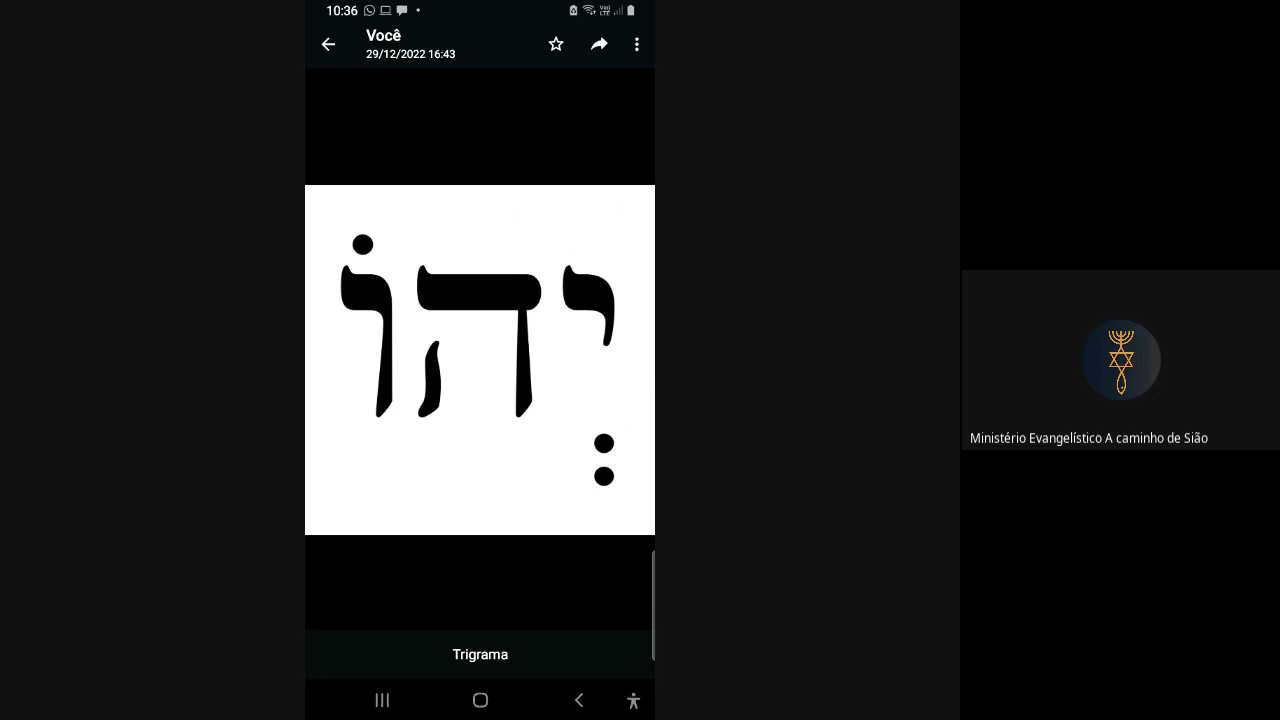 10:36
Você
29/12/2022 16:43
יְהוֹ
Trigrama
Ministério Evangelístico A caminho de Sião